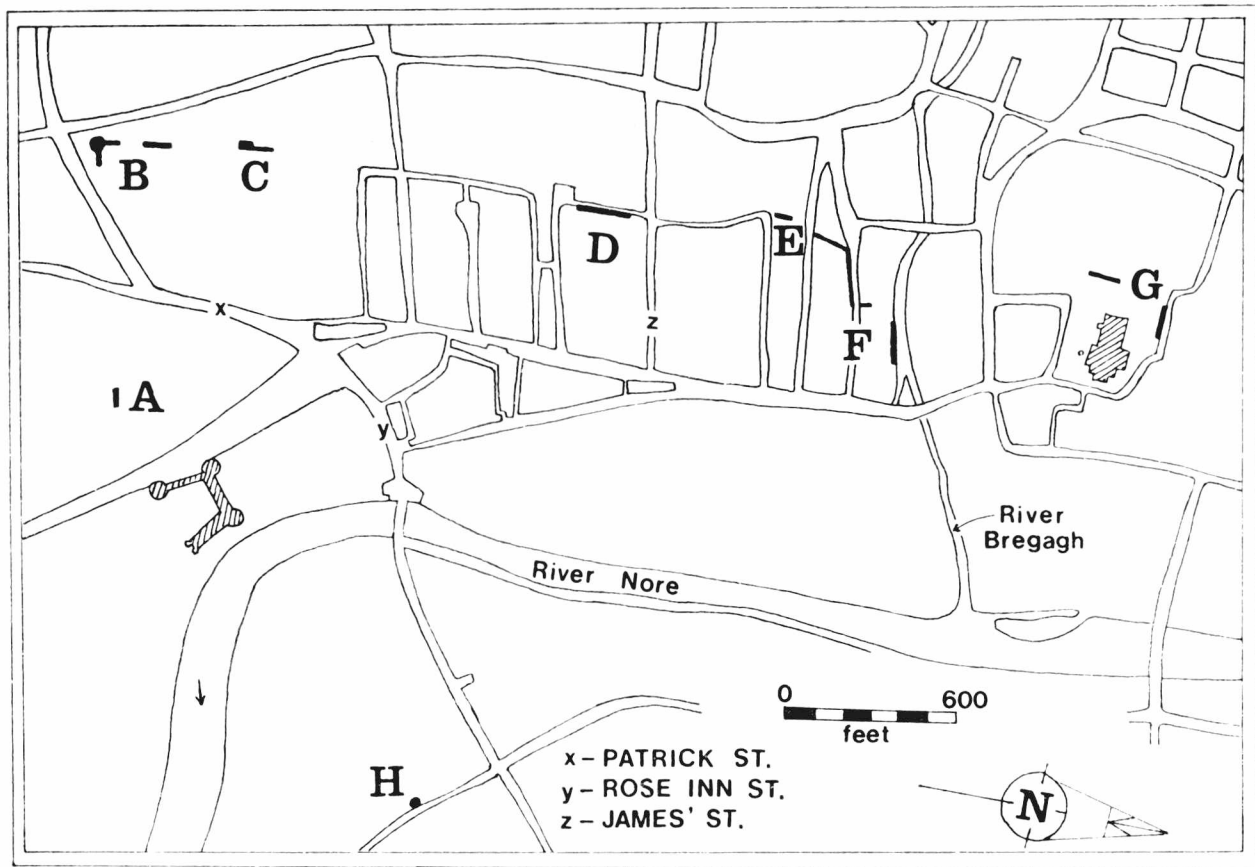 B
C
D
E
F
G
A
H
x
y
z
River
Bregagh
River Nore
0 600
feet
x – PATRICK ST.
y – ROSE INN ST.
z – JAMES' ST.
N